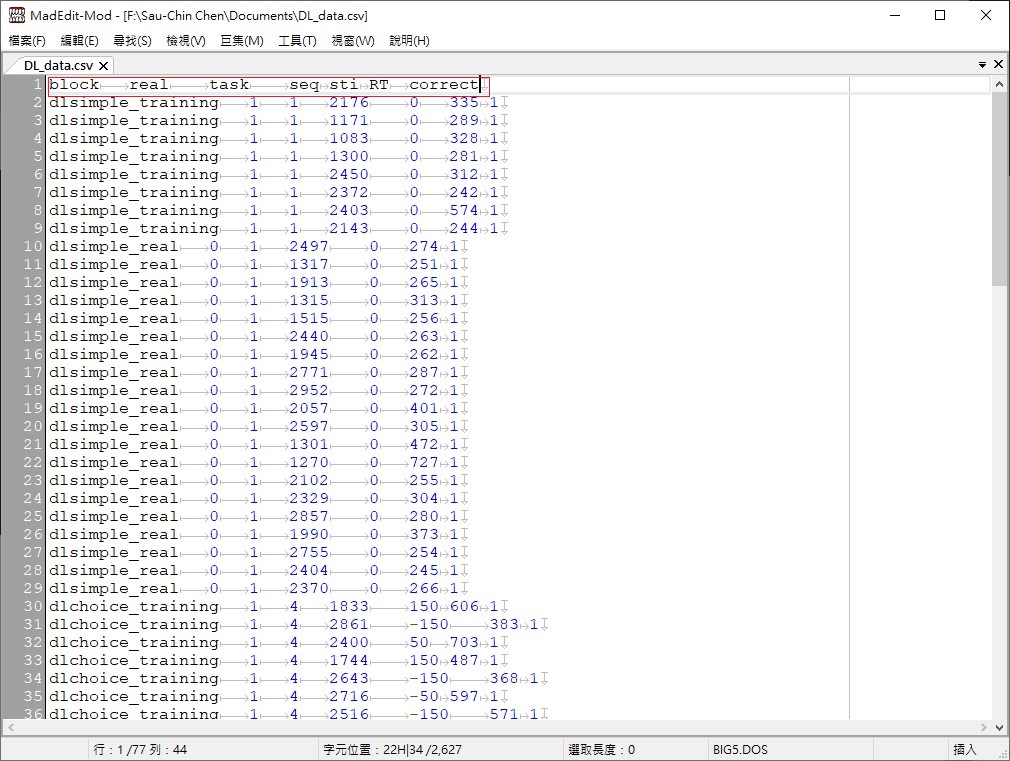 MadEdit-Mod - [F:\Sau-Chin Chen\Documents\DL_data.csv]
檔案(F) 編輯(E) 尋找(S) 檢視(V) 巨集(M) 工具(T) 視窗(W) 說明(H)
DL_data.csv
1 block real task seq sti RT correct
2 dlsimple_training 1 1 2176 0 335 1
3 dlsimple_training 1 1 1171 0 289 1
4 dlsimple_training 1 1 1083 0 328 1
5 dlsimple_training 1 1 1300 0 281 1
6 dlsimple_training 1 1 2450 0 312 1
7 dlsimple_training 1 1 2372 0 242 1
8 dlsimple_training 1 1 2403 0 574 1
9 dlsimple_training 1 1 2143 0 244 1
10 dlsimple_real 0 1 2497 0 274 1
11 dlsimple_real 0 1 1317 0 251 1
12 dlsimple_real 0 1 1913 0 265 1
13 dlsimple_real 0 1 1315 0 313 1
14 dlsimple_real 0 1 1515 0 256 1
15 dlsimple_real 0 1 2440 0 263 1
16 dlsimple_real 0 1 1945 0 262 1
17 dlsimple_real 0 1 2771 0 287 1
18 dlsimple_real 0 1 2952 0 272 1
19 dlsimple_real 0 1 2057 0 401 1
20 dlsimple_real 0 1 2597 0 305 1
21 dlsimple_real 0 1 1301 0 472 1
22 dlsimple_real 0 1 1270 0 727 1
23 dlsimple_real 0 1 2102 0 255 1
24 dlsimple_real 0 1 2329 0 304 1
25 dlsimple_real 0 1 2857 0 280 1
26 dlsimple_real 0 1 1990 0 373 1
27 dlsimple_real 0 1 2755 0 254 1
28 dlsimple_real 0 1 2404 0 245 1
29 dlsimple_real 0 1 2370 0 266 1
30 dlchoice_training 1 4 1833 150 606 1
31 dlchoice_training 1 4 2861 -150 383 1
32 dlchoice_training 1 4 2400 50 703 1
33 dlchoice_training 1 4 1744 150 487 1
34 dlchoice_training 1 4 2643 -150 368 1
35 dlchoice_training 1 4 2716 -50 597 1
36 dlchoice_training 1 4 2516 -150 571 1
行：1 /77 列：44 字元位置：22H|34 /2,627 選取長度：0 BIG5.DOS 插入